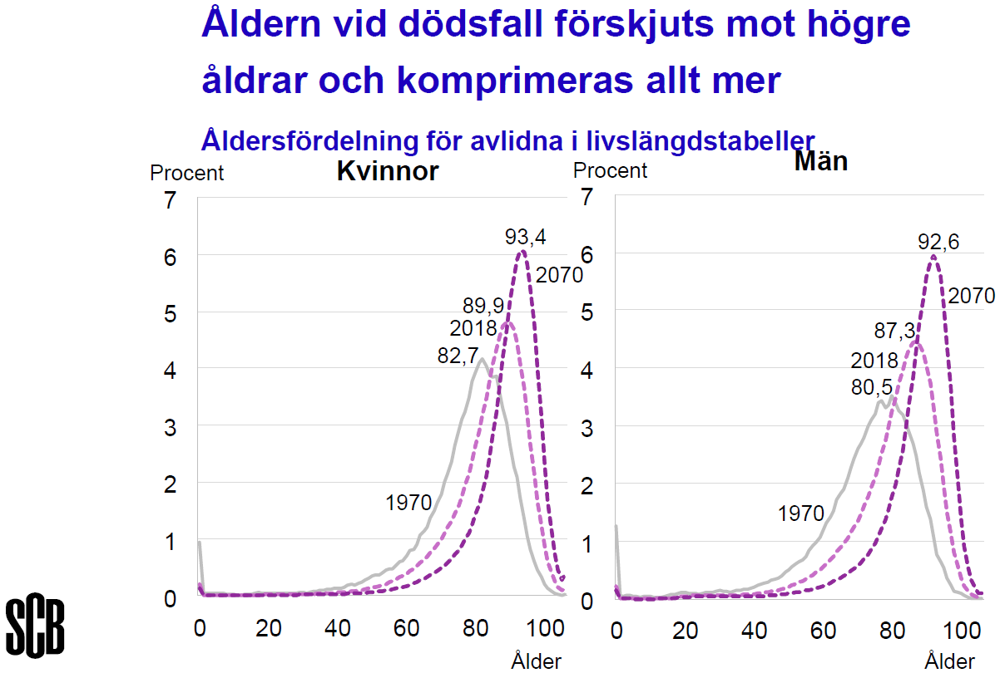 Åldern vid dödsfall förskjuts mot högre
åldrar och komprimeras allt mer
Åldersfördelning för avlidna i livslängdstabeller
Procent
Kvinnor
7
6
5
4
3
2
1
0
93,4
2070
89,9
2018
82,7
1970
0 20 40 60 80 100
Ålder
Procent
Män
7
6
5
4
3
2
1
0
92,6
2070
87,3
2018
80,5
1970
0 20 40 60 80 100
Ålder
SCB